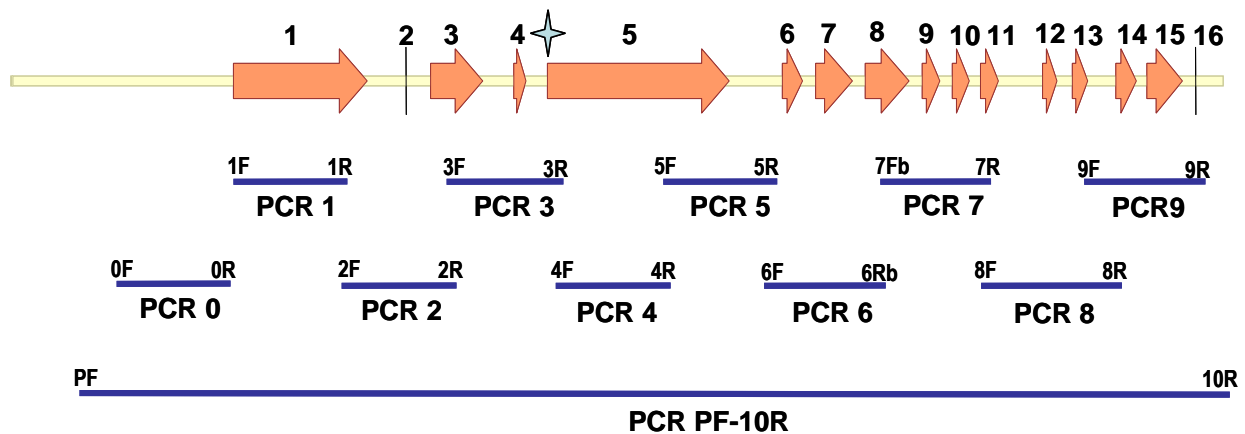 1 2 3 4 5 6 7 8 9 10 11 12 13 14 15 16
1F 1R 3F 3R 5F 5R 7Fb 7R 9F 9R
PCR 1 PCR 3 PCR 5 PCR 7 PCR9
0F 0R 2F 2R 4F 4R 6F 6Rb 8F 8R
PCR 0 PCR 2 PCR 4 PCR 6 PCR 8
PF 10R
PCR PF-10R